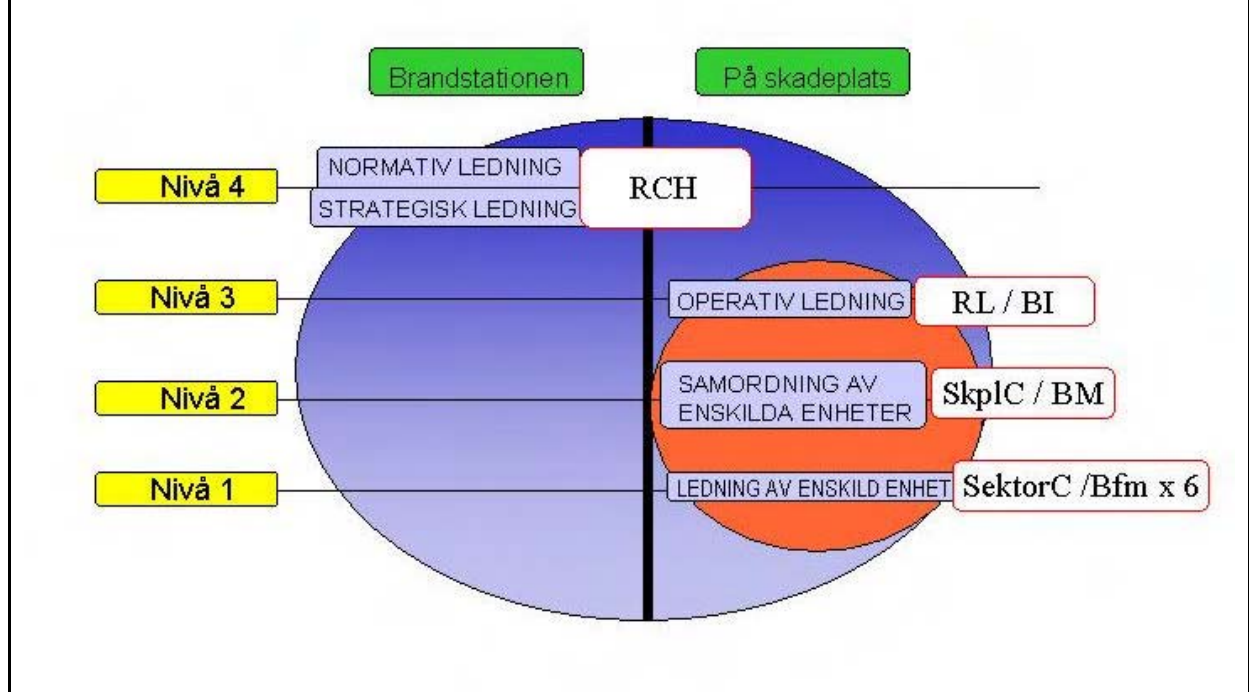 Brandstationen
På skadeplats
Nivå 4
NORMATIV LEDNING
STRATEGISK LEDNING
RCH
Nivå 3
OPERATIV LEDNING
RL / BI
Nivå 2
SAMORDNING AV
ENSKILDA ENHETER
SkplC / BM
Nivå 1
LEDNING AV ENSKILD ENHET
SektorC /Bfm x 6